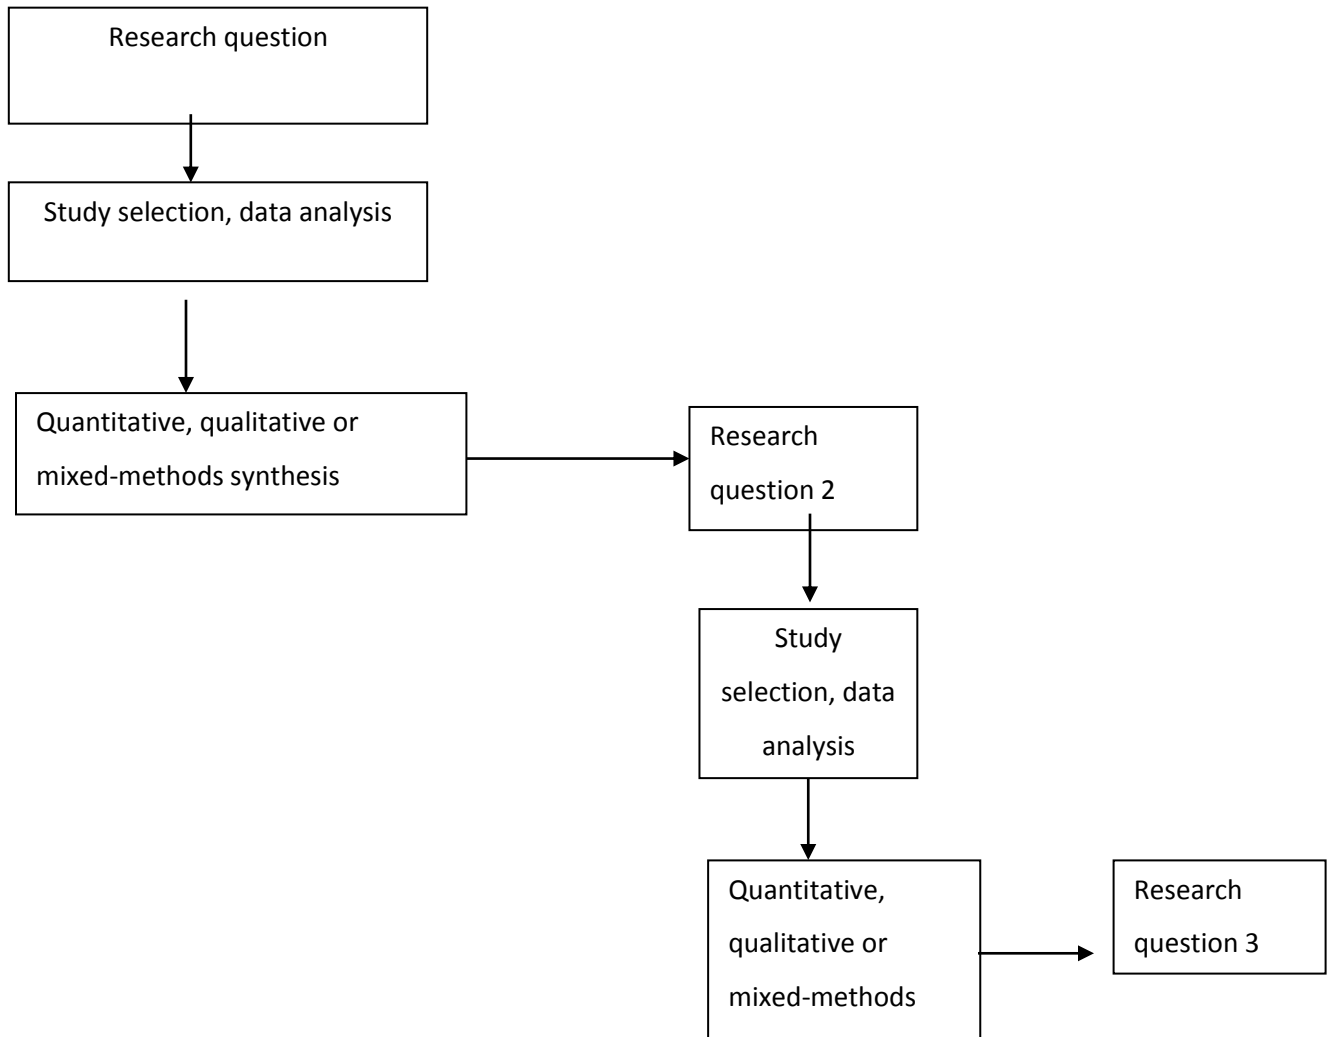 Research question
Study selection, data analysis
Quantitative, qualitative or
mixed-methods synthesis
Research
question 2
Study
selection, data
analysis
Quantitative,
qualitative or
mixed-methods
Research
question 3